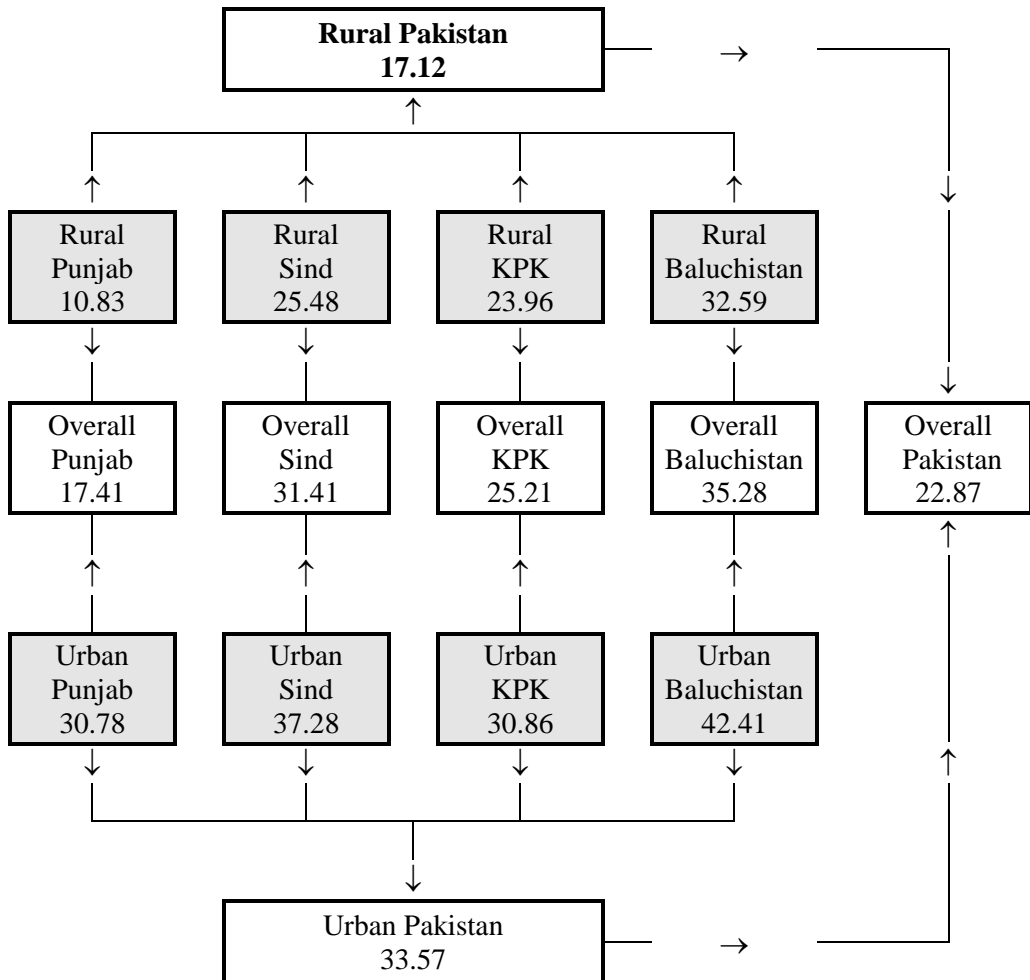 Rural Pakistan
17.12
→
↑
↑ ↑ ↑ ↑ ↓
Rural
Punjab
10.83
Rural
Sind
25.48
Rural
KPK
23.96
Rural
Baluchistan
32.59
↓ ↓ ↓ ↓ ↓
Overall
Punjab
17.41
Overall
Sind
31.41
Overall
KPK
25.21
Overall
Baluchistan
35.28
Overall
Pakistan
22.87
↑ ↑ ↑ ↑ ↑
Urban
Punjab
30.78
Urban
Sind
37.28
Urban
KPK
30.86
Urban
Baluchistan
42.41
↓ ↓ ↓ ↓ ↑
↓
Urban Pakistan
33.57
→